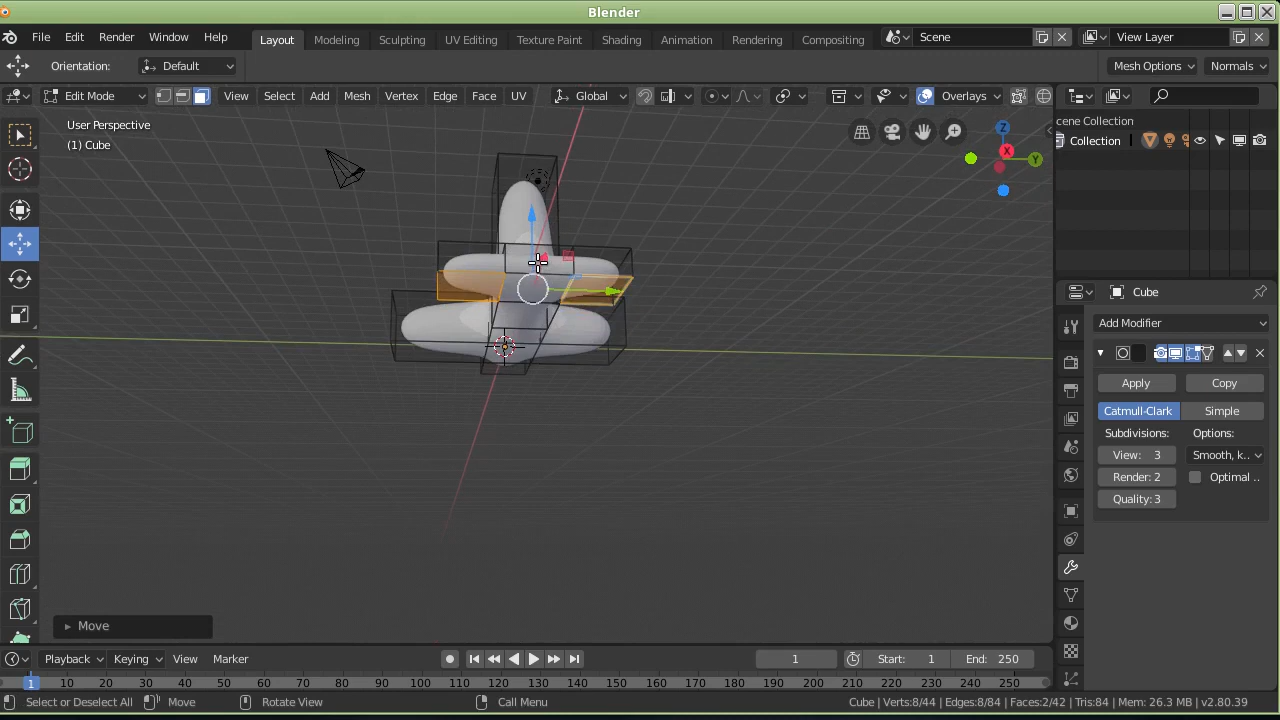 Blender
File Edit Render Window Help
Layout Modeling Sculpting UV Editing Texture Paint Shading Animation Rendering Compositing
Scene View Layer
Orientation: Default Mesh Options Normals
Edit Mode View Select Add Mesh Vertex Edge Face UV Global Overlays
User Perspective
(1) Cube
Z
X
Y
cene Collection
Collection
Cube
Add Modifier
Apply Copy
Catmull-Clark Simple
Subdivisions: Options:
View: 3 Smooth, k..
Render: 2 Optimal ..
Quality: 3
Move
Playback Keying View Marker 1 Start: 1 End: 250
1 10 20 30 40 50 60 70 80 90 100 110 120 130 140 150 160 170 180 190 200 210 220 230 240 250
Select or Deselect All Move Rotate View Call Menu Cube | Verts:8/44 | Edges:8/84 | Faces:2/42 | Tris:84 | Mem: 26.3 MB | v2.80.39